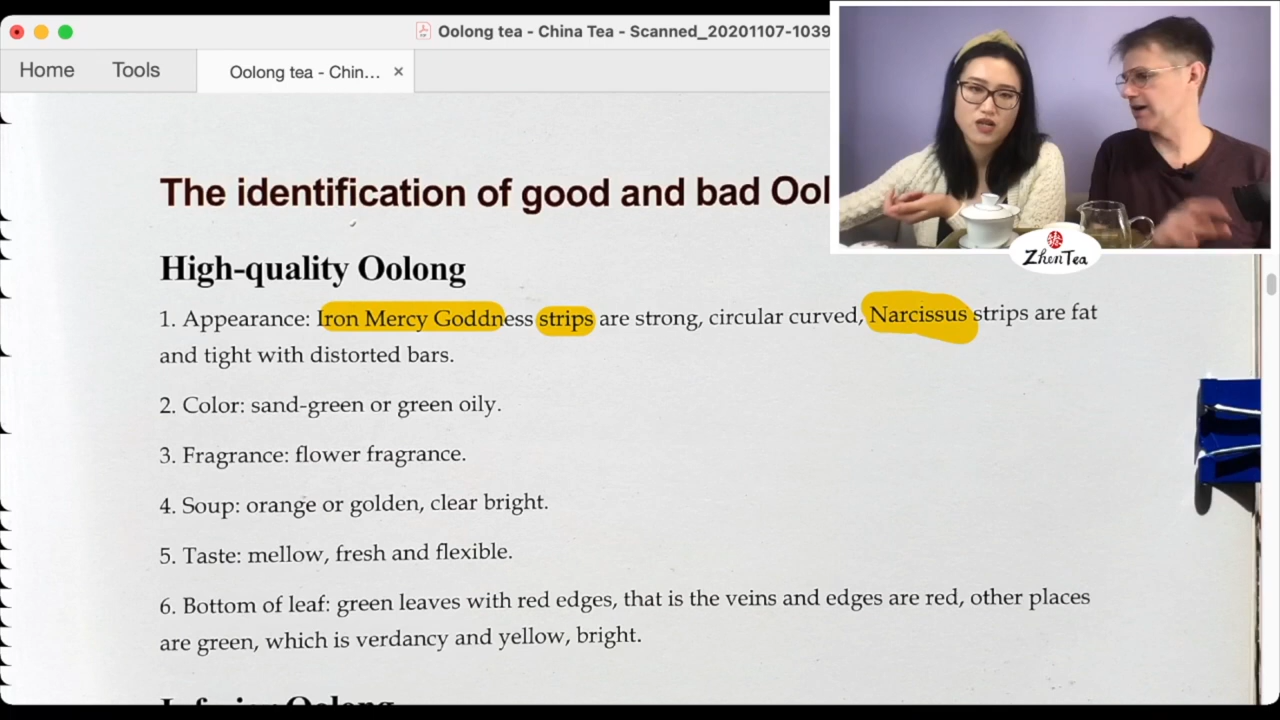 Oolong tea - China Tea - Scanned_20201107-1039
Home Tools Oolong tea - Chin... ×
The identification of good and bad Ool
High-quality Oolong
1. Appearance: Iron Mercy Goddness strips are strong, circular curved, Narcissus strips are fat
and tight with distorted bars.
2. Color: sand-green or green oily.
3. Fragrance: flower fragrance.
4. Soup: orange or golden, clear bright.
5. Taste: mellow, fresh and flexible.
6. Bottom of leaf: green leaves with red edges, that is the veins and edges are red, other places
are green, which is verdancy and yellow, bright.
Inferior Oolong
ZhenTea